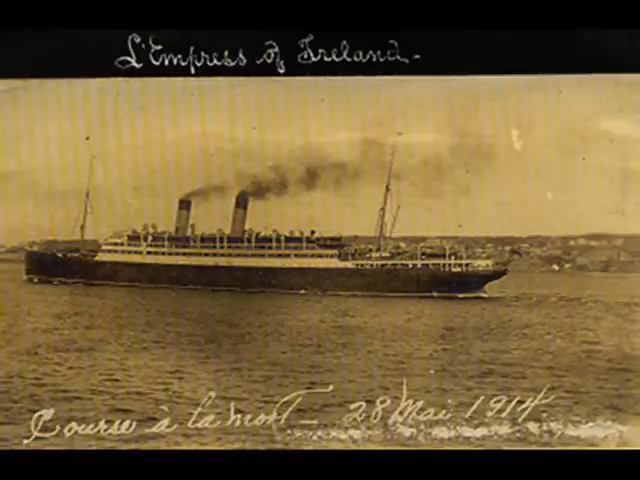 L'Empress of Ireland -
Course à la mort - 28 Mai 1914